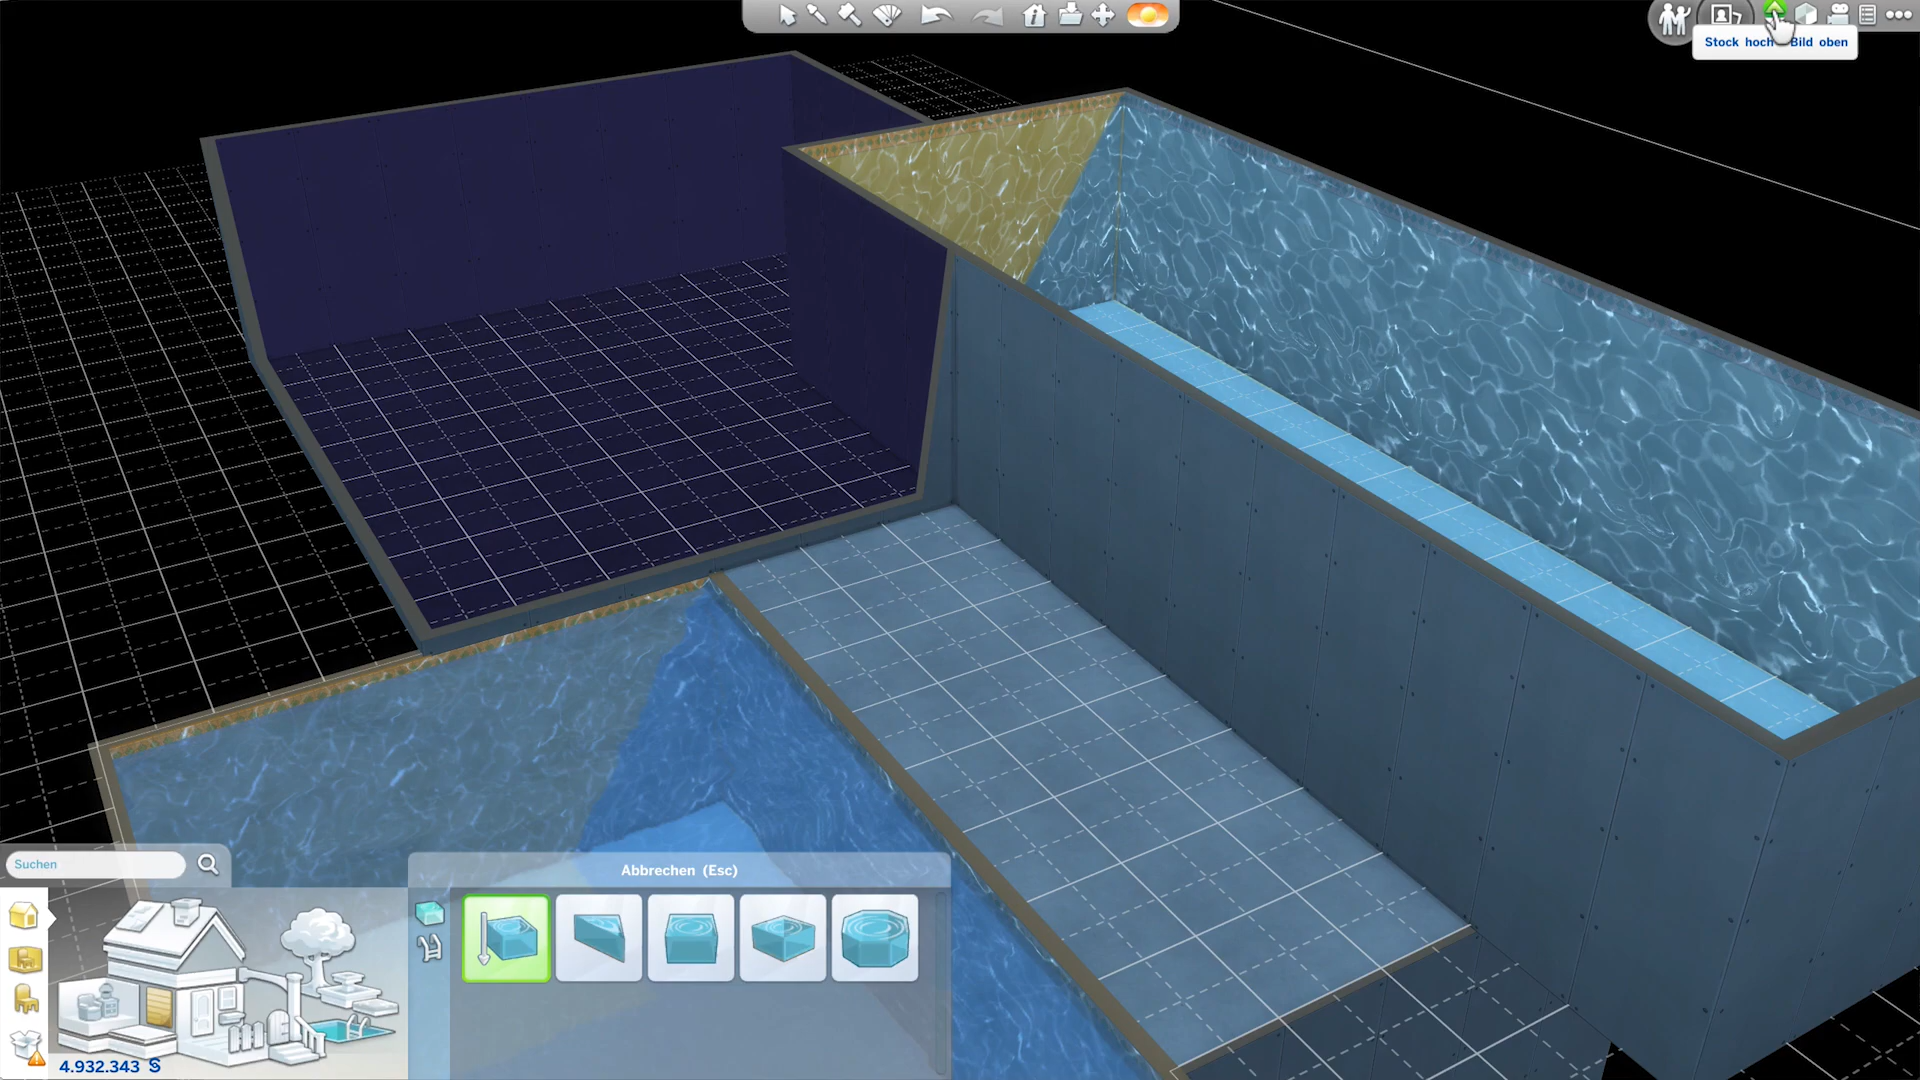 Stock hoch Bild oben
Suchen
Abbrechen (Esc)
4.932.343 §